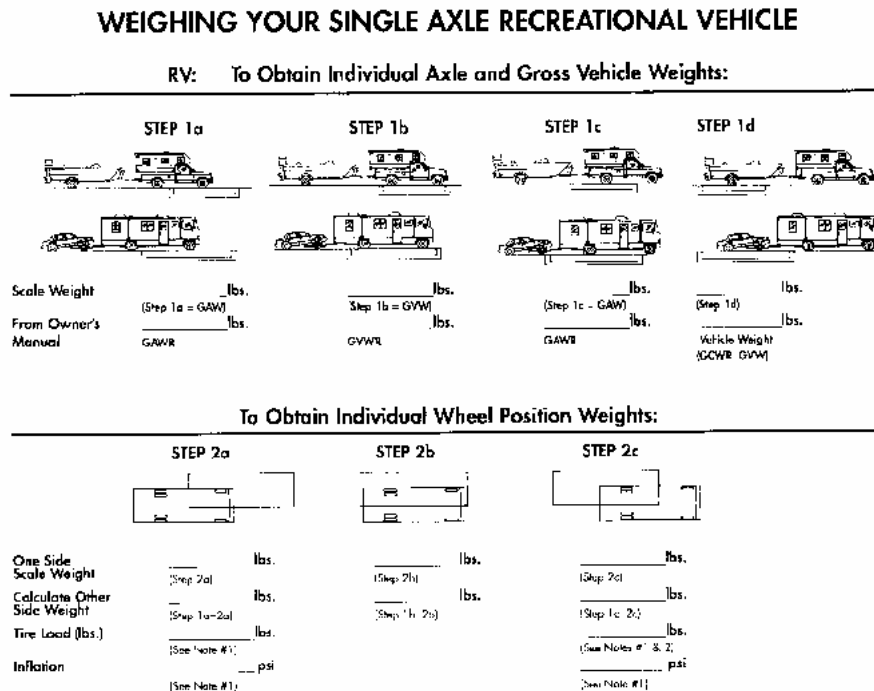 WEIGHING YOUR SINGLE AXLE RECREATIONAL VEHICLE
RV: To Obtain Individual Axle and Gross Vehicle Weights:
STEP 1a STEP 1b STEP 1c STEP 1d
Scale Weight lbs. lbs. lbs. lbs.
(Step 1a = GAW) (Step 1b = GVW) (Step 1c - GAW) (Step 1d)
From Owner's lbs. lbs. lbs. lbs.
Manual GAWR GVWR GAWR Vehicle Weight
(GCWR GVW)
To Obtain Individual Wheel Position Weights:
STEP 2a STEP 2b STEP 2c
One Side lbs. lbs. lbs.
Scale Weight (Step 2a) (Step 2b) (Step 2c)
Calculate Other lbs. lbs. lbs.
Side Weight (Step 1a-2a) (Step 1b 2b) (Step 1c 2c)
Tire Load (lbs.) lbs. lbs.
(See Note #1) (See Notes #1 & 2)
Inflation psi psi
(See Note #1) (See Note #1)